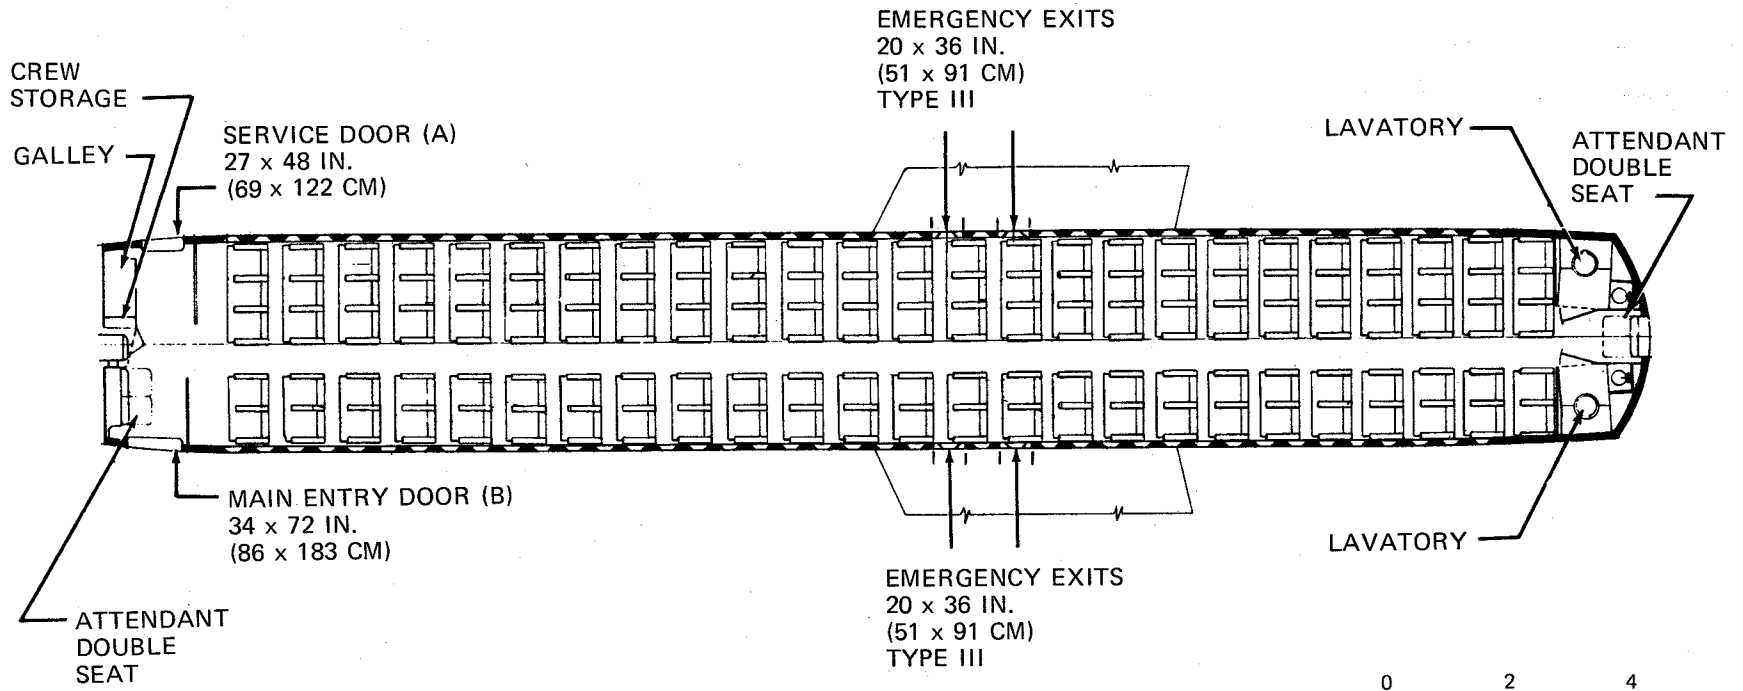 EMERGENCY EXITS
20 x 36 IN.
(51 x 91 CM)
TYPE III
CREW
STORAGE
GALLEY
SERVICE DOOR (A)
27 x 48 IN.
(69 x 122 CM)
LAVATORY
ATTENDANT
DOUBLE
SEAT
MAIN ENTRY DOOR (B)
34 x 72 IN.
(86 x 183 CM)
LAVATORY
EMERGENCY EXITS
20 x 36 IN.
(51 x 91 CM)
TYPE III
ATTENDANT
DOUBLE
SEAT
0 2 4